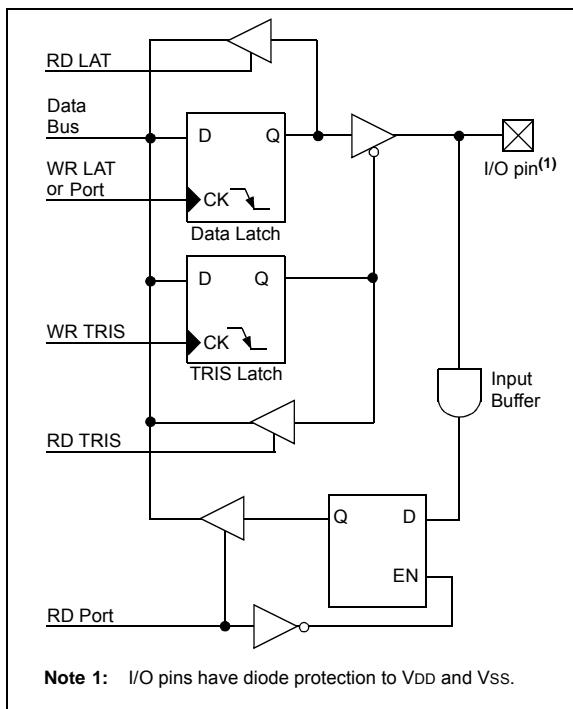 RD LAT
Data
Bus
D
Q
WR LAT
or Port
CK
Data Latch
I/O pin(1)
D
Q
WR TRIS
CK
TRIS Latch
Input
Buffer
RD TRIS
Q
D
EN
RD Port
Note 1: I/O pins have diode protection to VDD and VSS.